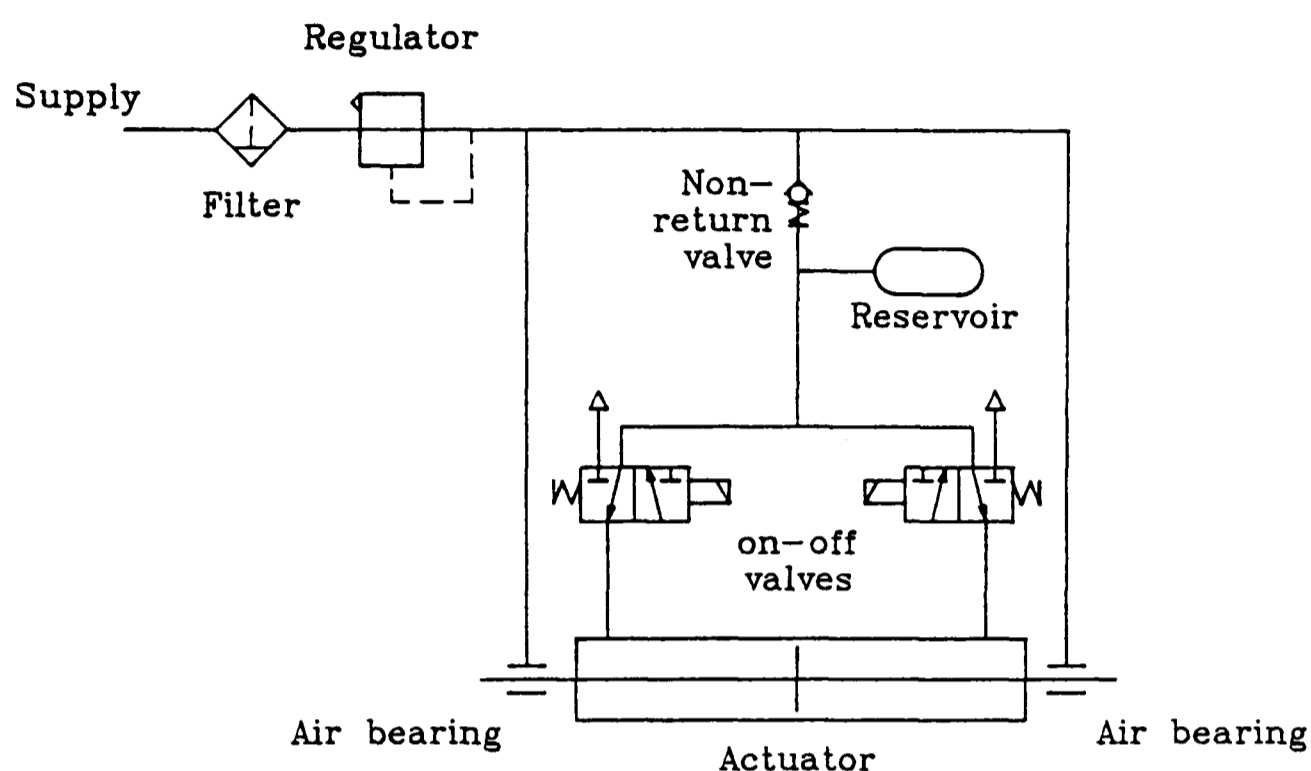 Regulator
Supply
Filter
Non-
return
valve
Reservoir
on-off
valves
Air bearing
Actuator
Air bearing